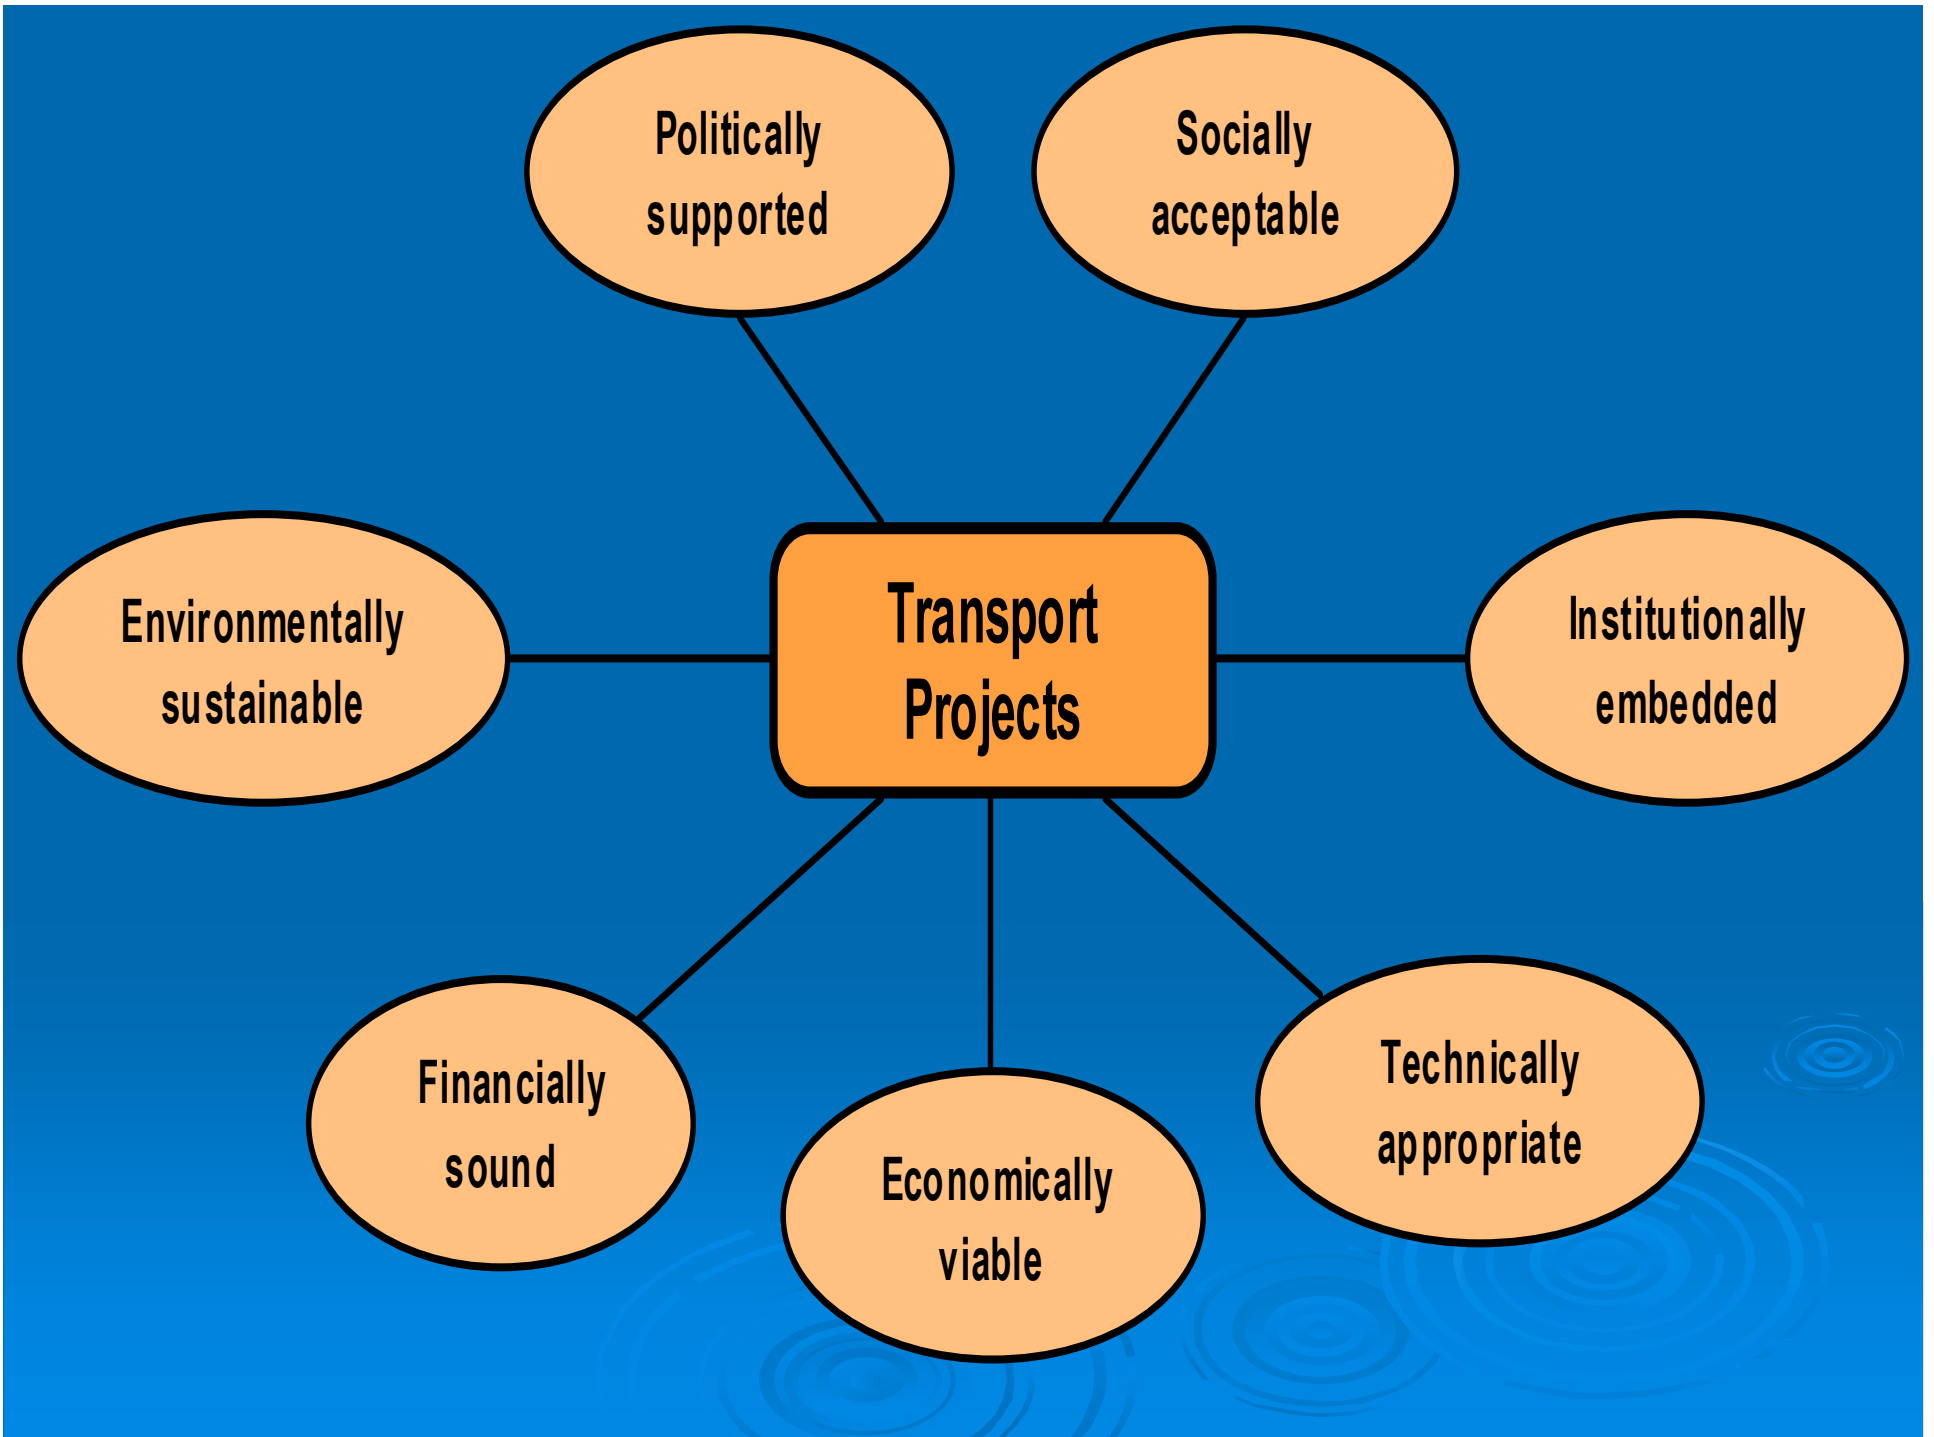 Politically
supported
Socially
acceptable
Environmentally
sustainable
Transport
Projects
Institutionally
embedded
Financially
sound
Economically
viable
Technically
appropriate